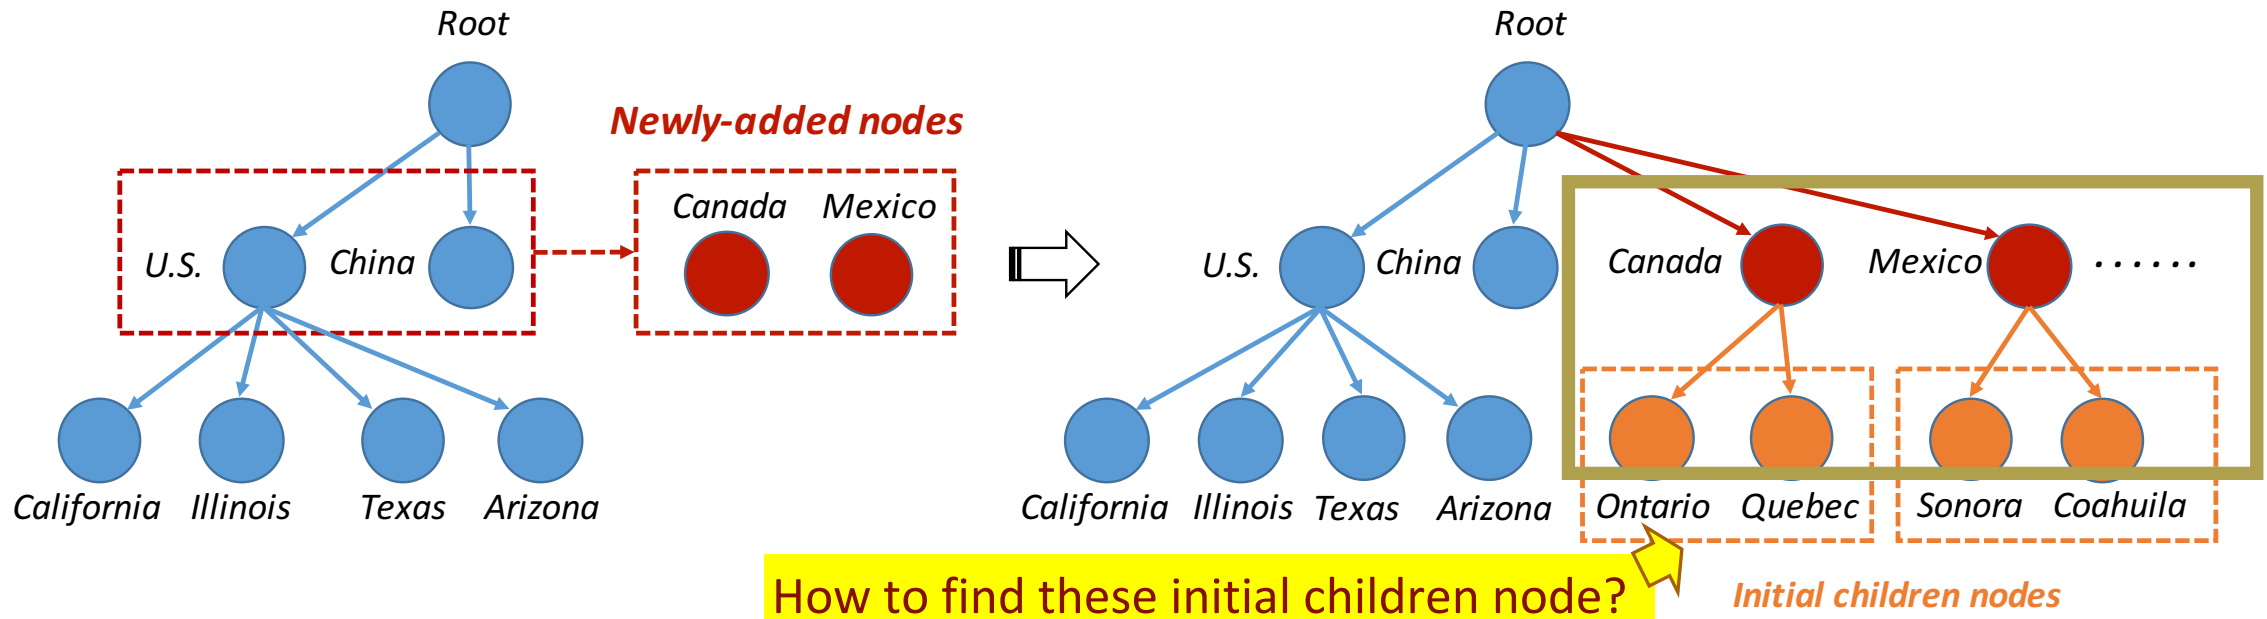 Root
Newly-added nodes
Canada Mexico
U.S. China
California Illinois Texas Arizona
Root
U.S. China Canada Mexico ......
California Illinois Texas Arizona Ontario Quebec Sonora Coahuila
How to find these initial children node?
Initial children nodes